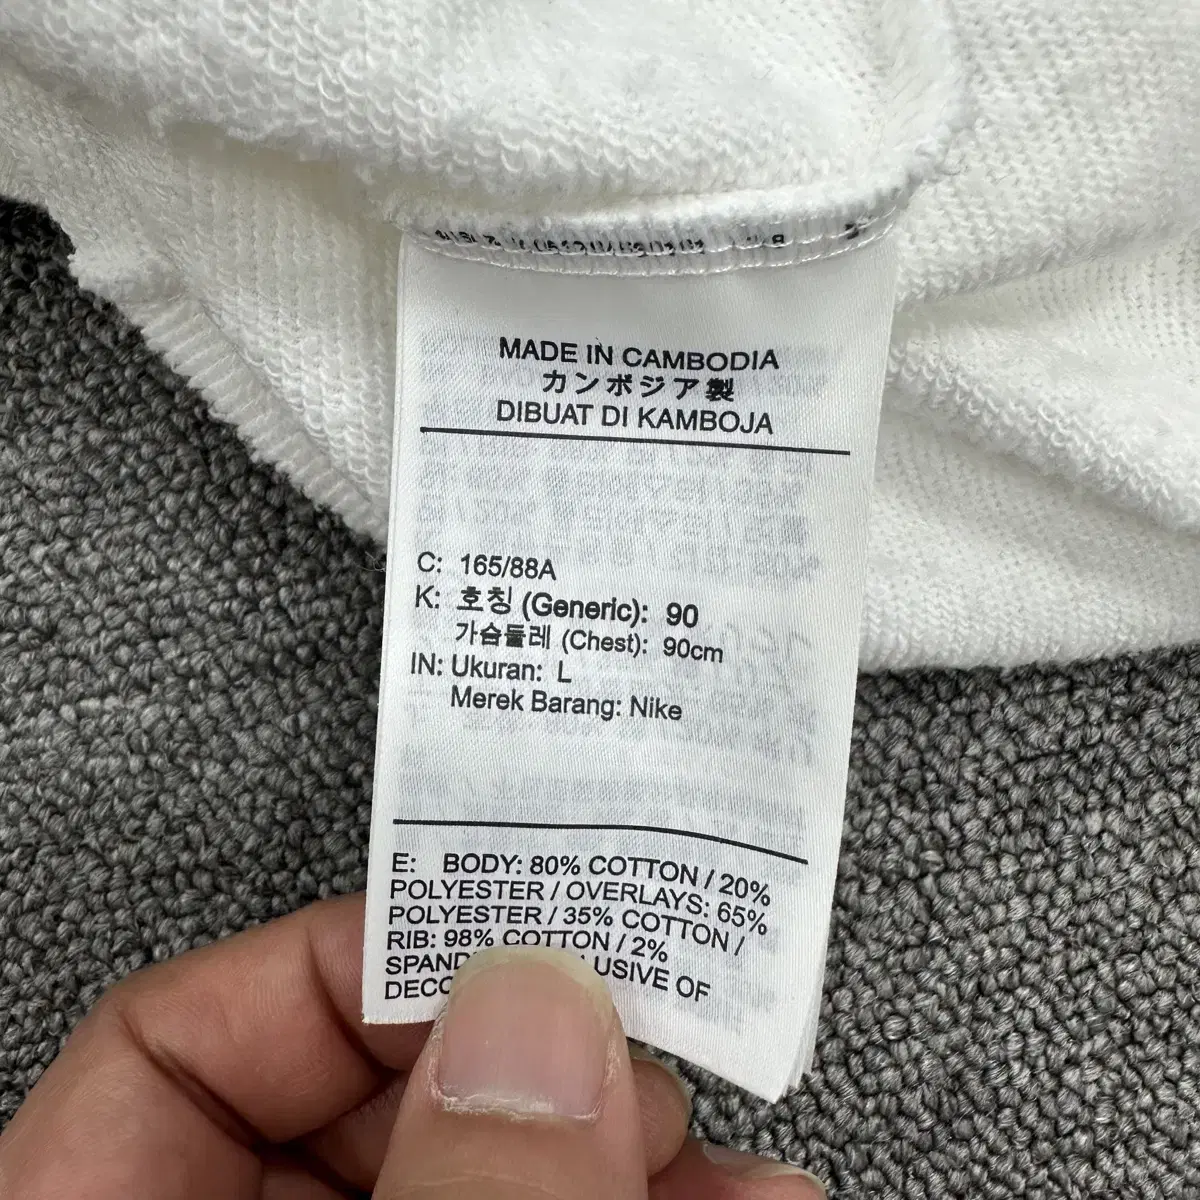 MADE IN CAMBODIA
カンボジア製
DIBUAT DI KAMBOJA
C: 165/88A
K: 호칭 (Generic): 90
가슴둘레 (Chest): 90cm
IN: Ukuran: L
Merek Barang: Nike
E: BODY: 80% COTTON / 20%
POLYESTER / OVERLAYS: 65%
POLYESTER / 35% COTTON /
RIB: 98% COTTON / 2%
OF